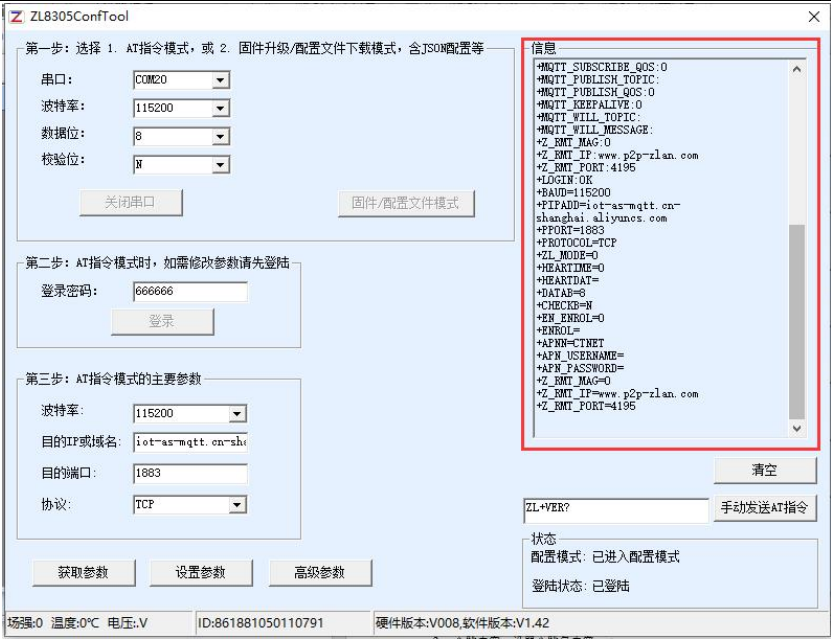 ZL8305ConfTool
第一步：选择 1. AT指令模式，或 2. 固件升级/配置文件下载模式，含JSON配置等
串口： COM20
波特率： 115200
数据位： 8
校验位： N
关闭串口 固件/配置文件模式
第二步：AT指令模式时，如需修改参数请先登陆
登录密码： 666666
登录
第三步：AT指令模式的主要参数
波特率： 115200
目的IP或域名： iot-as-mqtt.cn-sh
目的端口： 1883
协议： TCP
获取参数 设置参数 高级参数
信息
+MQTT_SUBSCRIBE_QOS:0
+MQTT_PUBLISH_TOPIC:
+MQTT_PUBLISH_QOS:0
+MQTT_KEEPALIVE:0
+MQTT_WILL_TOPIC:
+MQTT_WILL_MESSAGE:
+Z_RMT_MAG:0
+Z_RMT_IP:www.p2p-zlan.com
+Z_RMT_PORT:4195
+LOGIN:OK
+BAUD=115200
+PIPADD=iot-as-mqtt.cn-
shanghai.aliyuncs.com
+PPORT=1883
+PROTOCOL=TCP
+ZL_MODE=0
+HEARTIME=0
+HEARTDAT=
+DATAB=8
+CHECKB=N
+EN_ENROL=0
+ENROL=
+APNN=CTNET
+APN_USERNAME=
+APN_PASSWORD=
+Z_RMT_MAG=0
+Z_RMT_IP=www.p2p-zlan.com
+Z_RMT_PORT=4195
清空
ZL+VER? 手动发送AT指令
状态
配置模式：已进入配置模式
登陆状态：已登陆
场强:0 温度:0℃ 电压:.V ID:861881050110791 硬件版本:V008,软件版本:V1.42